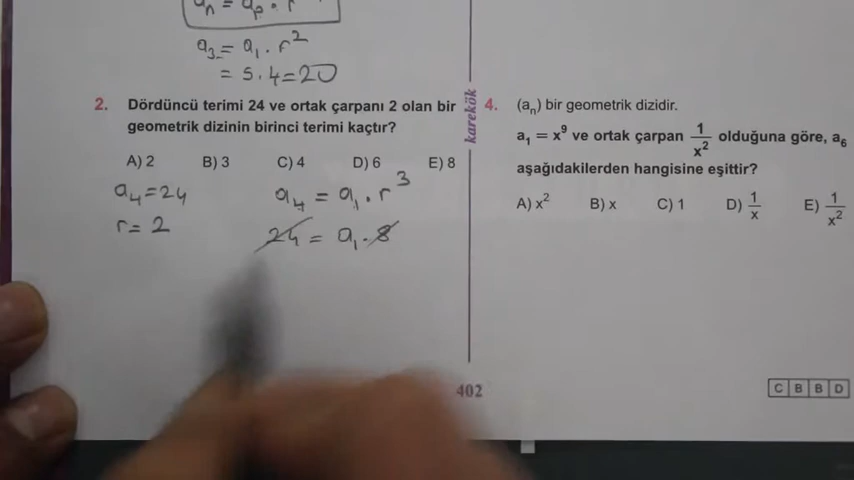 aₙ = aₚ . r
a₃ = a₁ . r²
= 5 . 4 = 20
2. Dördüncü terimi 24 ve ortak çarpanı 2 olan bir
geometrik dizinin birinci terimi kaçtır?
A) 2 B) 3 C) 4 D) 6 E) 8
a₄ = 24 a₄ = a₁ . r³
r = 2 24 = a₁ . 8
karekök
4. (aₙ) bir geometrik dizidir.
a₁ = x⁹ ve ortak çarpan 1/x² olduğuna göre, a₆
aşağıdakilerden hangisine eşittir?
A) x² B) x C) 1 D) 1/x E) 1/x²
402
C B B D